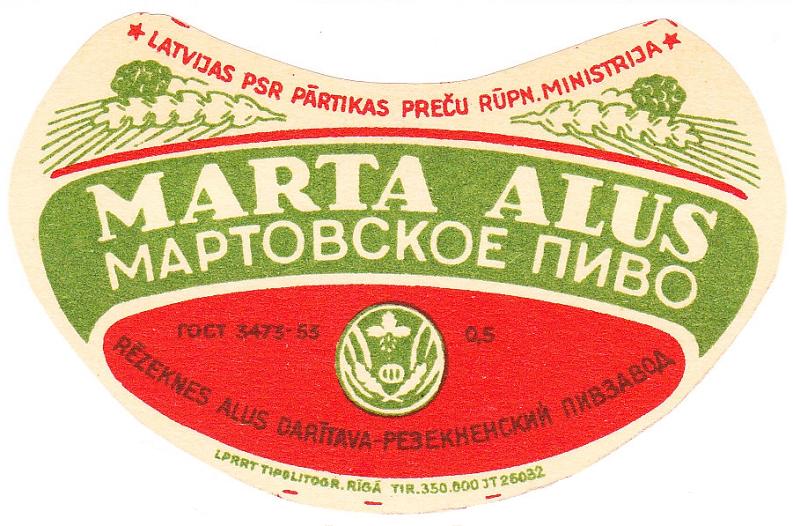 ★ LATVIJAS PSR PĀRTIKAS PREČU RŪPN. MINISTRIJA ★
MARTA ALUS
МАРТОВСКОЕ ПИВО
ГОСТ 3473-53 0,5
RĒZEKNES ALUS DARĪTAVA-РЕЗЕКНЕНСКИЙ ПИВЗАВОД
LPRRT TIPOLITOGR. RĪGĀ TIR. 350.000 JT 26032